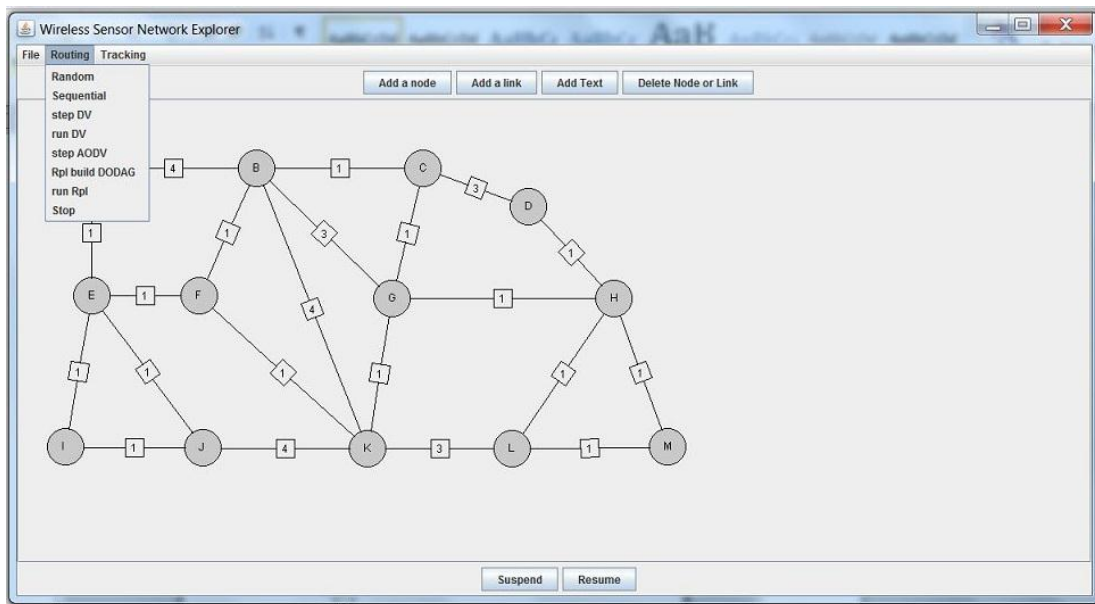 Wireless Sensor Network Explorer
File Routing Tracking
Random
Sequential
step DV
run DV
step AODV
Rpl build DODAG
run Rpl
Stop
Add a node Add a link Add Text Delete Node or Link
4 B 1 C
3
D
1 1 3 1
1
E 1 F G 1 H
4
1 1 1 1 1 1
I 1 J 4 K 3 L 1 M
Suspend Resume